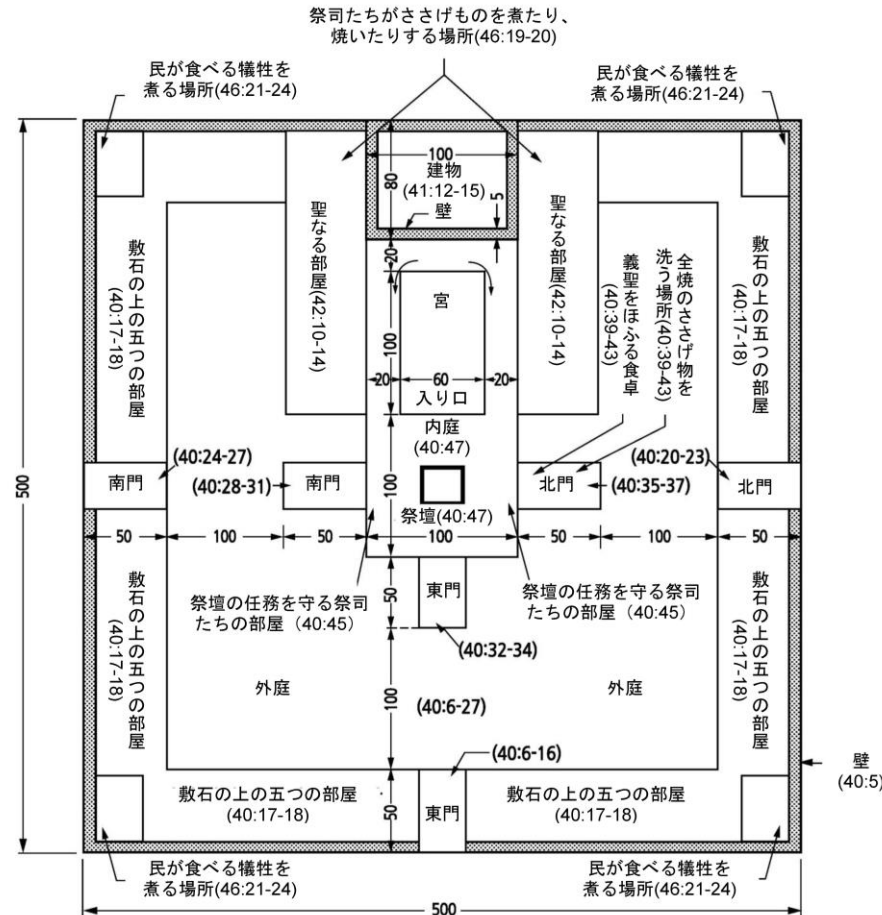 祭司たちがささげものを煮たり、
焼いたりする場所(46:19-20)
民が食べる犠牲を
煮る場所(46:21-24)
民が食べる犠牲を
煮る場所(46:21-24)
100
建物
(41:12-15)
壁
80
5
20
聖なる部屋(42:10-14)
聖なる部屋(42:10-14)
敷石の上の五つの部屋
(40:17-18)
宮
100
20
60
20
入り口
義聖をほふる食卓
(40:39-43)
全焼のささげ物を
洗う場所(40:39-43)
敷石の上の五つの部屋
(40:17-18)
内庭
(40:47)
500
南門
(40:24-27)
(40:28-31)
南門
100
祭壇(40:47)
北門
(40:35-37)
(40:20-23)
北門
50
100
50
100
50
100
50
敷石の上の五つの部屋
(40:17-18)
祭壇の任務を守る祭司
たちの部屋（40:45）
50
東門
祭壇の任務を守る祭司
たちの部屋（40:45）
敷石の上の五つの部屋
(40:17-18)
(40:32-34)
外庭
100
(40:6-27)
外庭
(40:6-16)
壁
(40:5)
敷石の上の五つの部屋
(40:17-18)
50
東門
敷石の上の五つの部屋
(40:17-18)
民が食べる犠牲を
煮る場所(46:21-24)
民が食べる犠牲を
煮る場所(46:21-24)
500